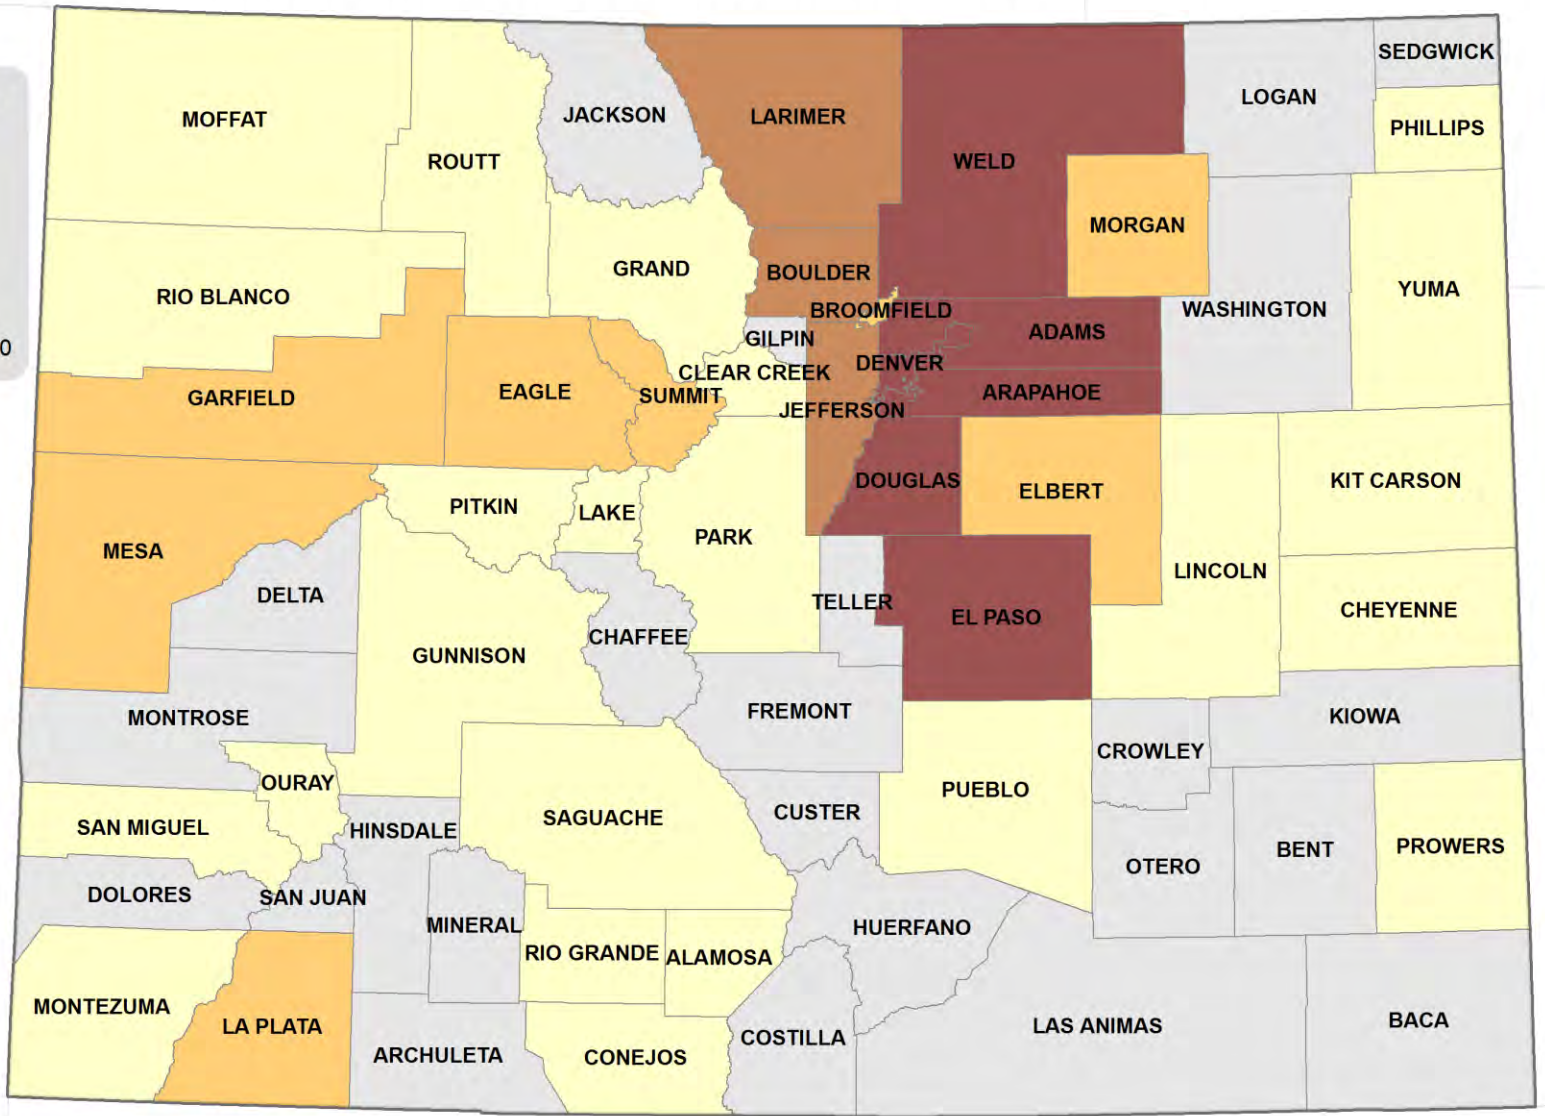 SEDGWICK
LOGAN
JACKSON
LARIMER
MOFFAT
PHILLIPS
ROUTT
WELD
MORGAN
GRAND
BOULDER
YUMA
RIO BLANCO
BROOMFIELD
WASHINGTON
GILPIN
ADAMS
0
CLEAR CREEK
DENVER
EAGLE
SUMMIT
ARAPAHOE
GARFIELD
JEFFERSON
DOUGLAS
KIT CARSON
ELBERT
PITKIN
LAKE
PARK
MESA
LINCOLN
DELTA
TELLER
CHEYENNE
EL PASO
CHAFFEE
GUNNISON
FREMONT
MONTROSE
KIOWA
CROWLEY
OURAY
PUEBLO
CUSTER
SAGUACHE
SAN MIGUEL
HINSDALE
PROWERS
BENT
OTERO
DOLORES
SAN JUAN
MINERAL
HUERFANO
RIO GRANDE
ALAMOSA
MONTEZUMA
BACA
LA PLATA
LAS ANIMAS
COSTILLA
ARCHULETA
CONEJOS